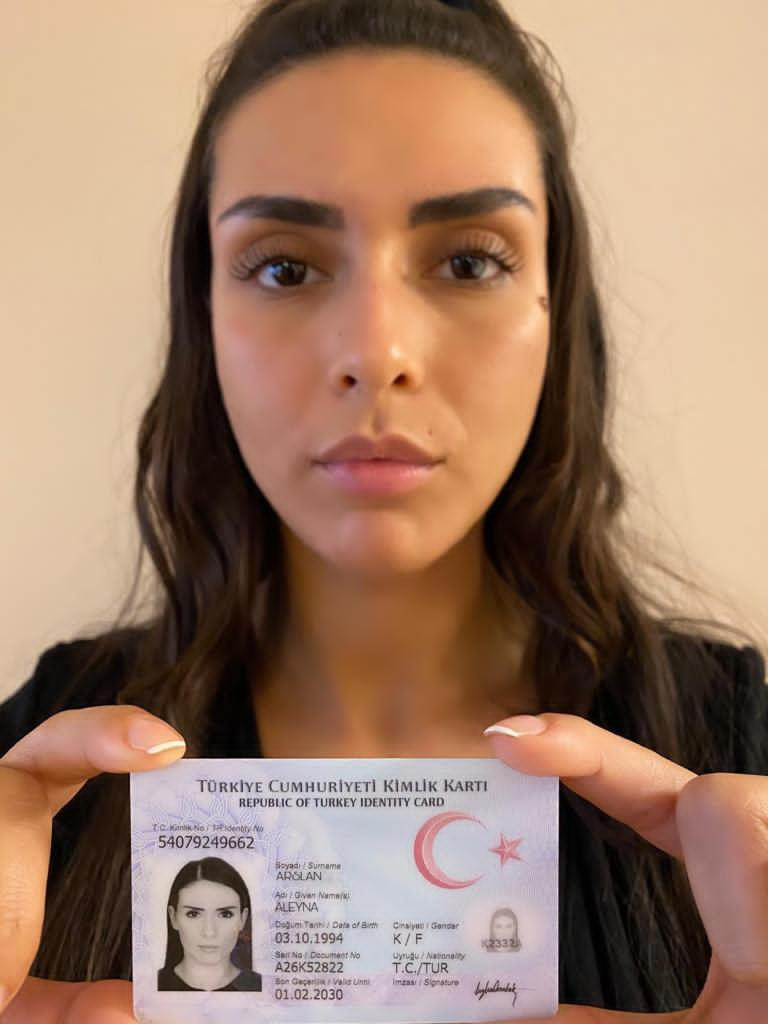 TÜRKİYE CUMHURİYETİ KİMLİK KARTI
REPUBLIC OF TURKEY IDENTITY CARD
T.C. Kimlik No / TR Identity No
54079249662
Soyadı / Surname
ARSLAN
Adı / Given Name(s)
ALEYNA
Doğum Tarihi / Date of Birth
03.10.1994
Cinsiyeti / Gender
K / F
Seri No / Document No
A26K52822
Uyruğu / Nationality
T.C./TUR
Son Geçerlilik / Valid Until
01.02.2030
İmzası / Signature